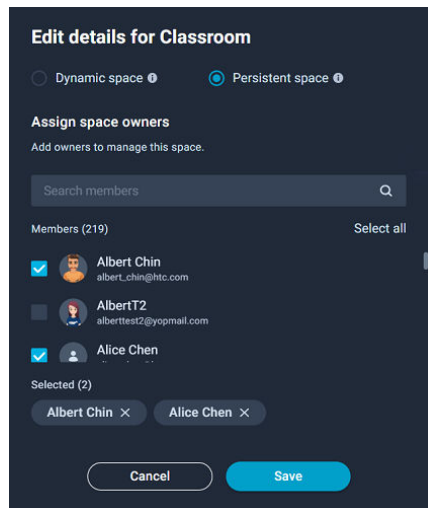 Edit details for Classroom
Dynamic space
Persistent space
Assign space owners
Add owners to manage this space.
Search members
Members (219)
Select all
Albert Chin
albert_chin@htc.com
AlbertT2
alberttest2@yopmail.com
Alice Chen
Selected (2)
Albert Chin ×
Alice Chen ×
Cancel
Save